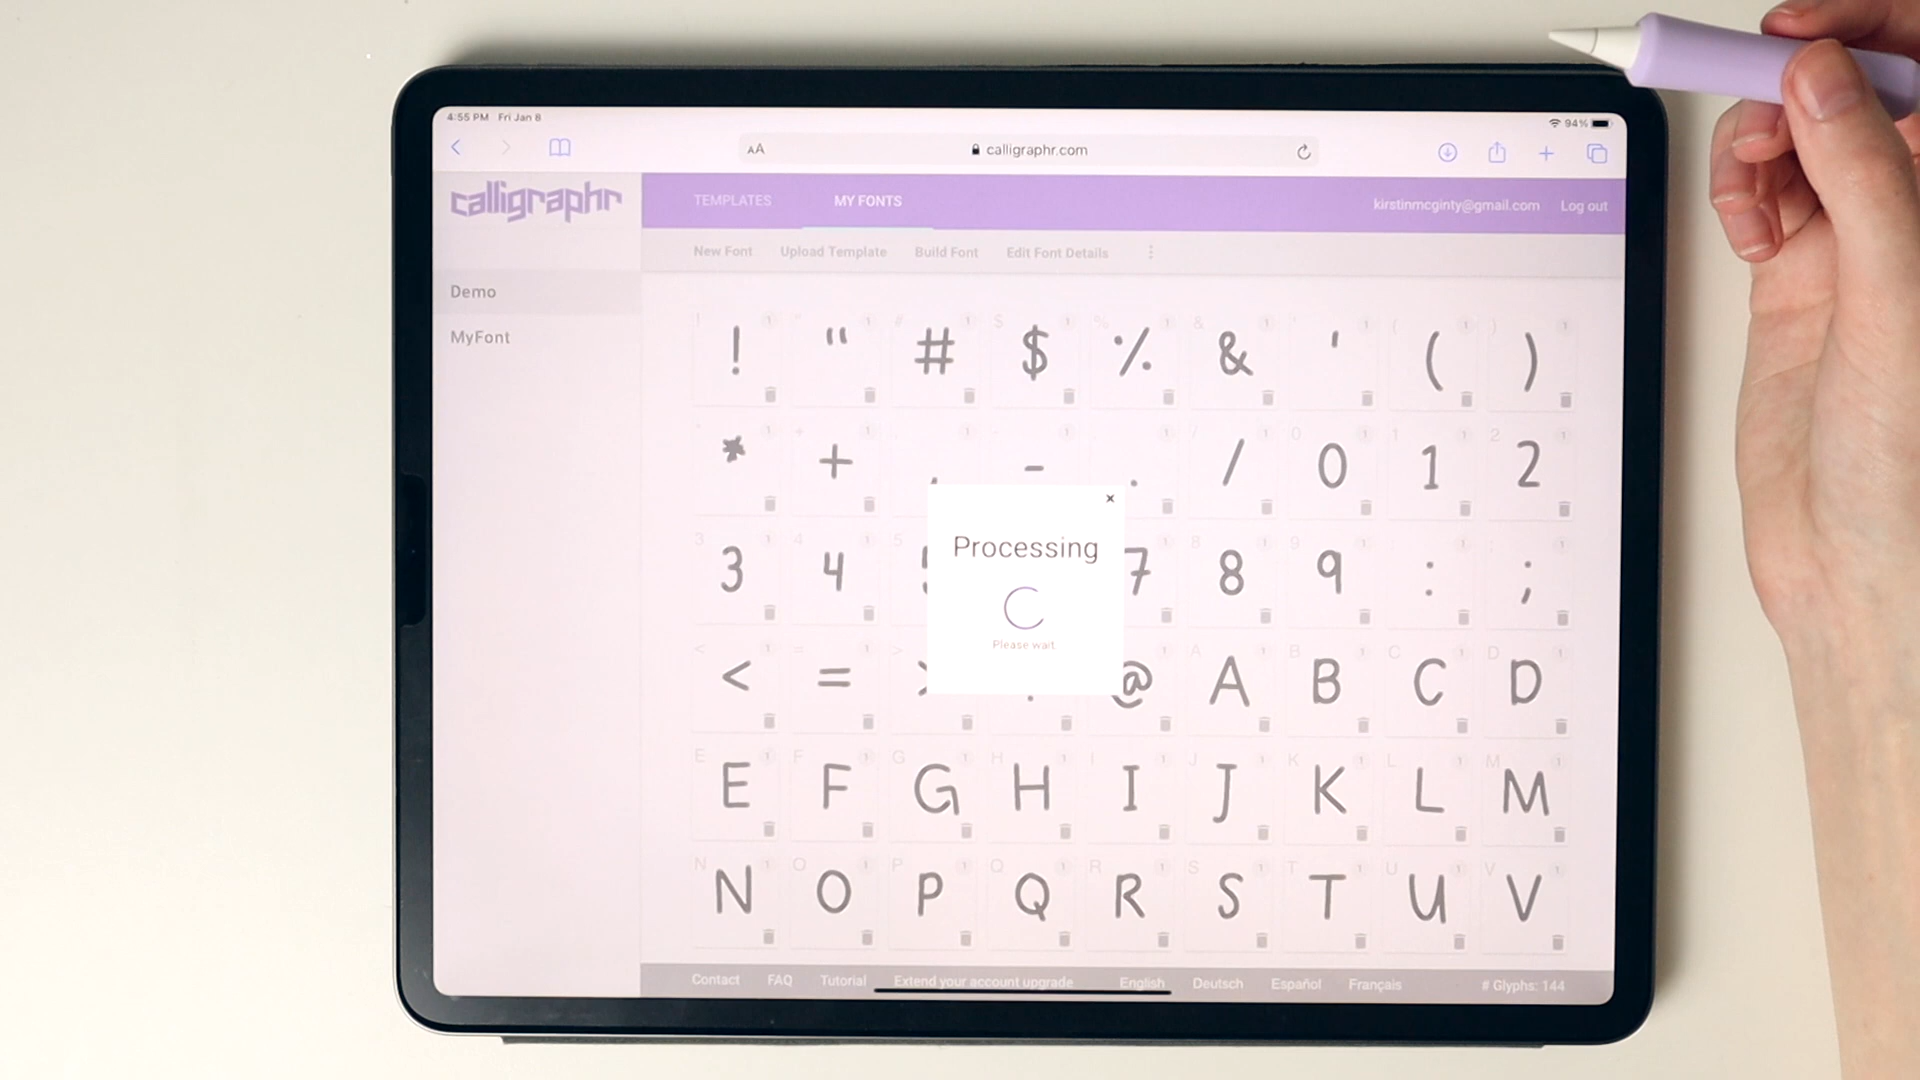 4:55 PM Fri Jan 8
94%
AA calligraphr.com
calligraphr
TEMPLATES MY FONTS kirstinmcginty@gmail.com Log out
New Font Upload Template Build Font Edit Font Details
Demo
MyFont
! " # $ % & ' ( )
* + , - . / 0 1 2
3 4 7 8 9 : ;
< = @ A B C D
E F G H I J K L M
N O P Q R S T U V
Processing
Please wait
Contact FAQ Tutorial Extend your account upgrade English Deutsch Español Français # Glyphs: 144